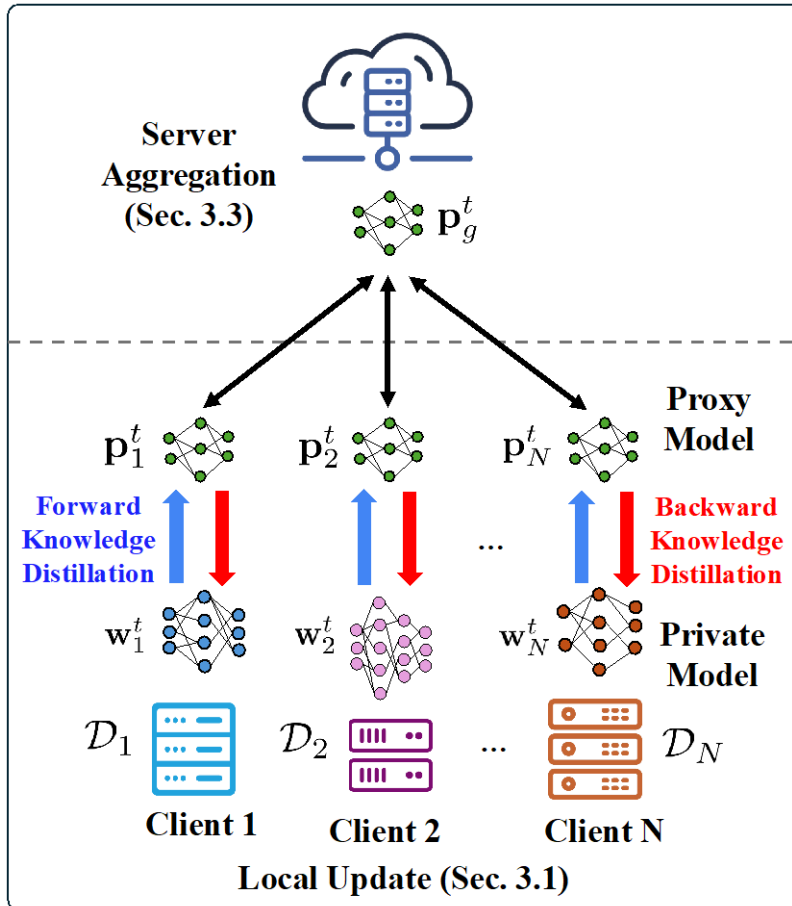 Server
Aggregation
(Sec. 3.3)
𝐩_g^t
𝐩_1^t
𝐩_2^t
𝐩_N^t
Proxy
Model
Forward
Knowledge
Distillation
...
Backward
Knowledge
Distillation
𝐰_1^t
𝐰_2^t
𝐰_N^t
Private
Model
𝒟_1
𝒟_2
...
𝒟_N
Client 1
Client 2
Client N
Local Update (Sec. 3.1)